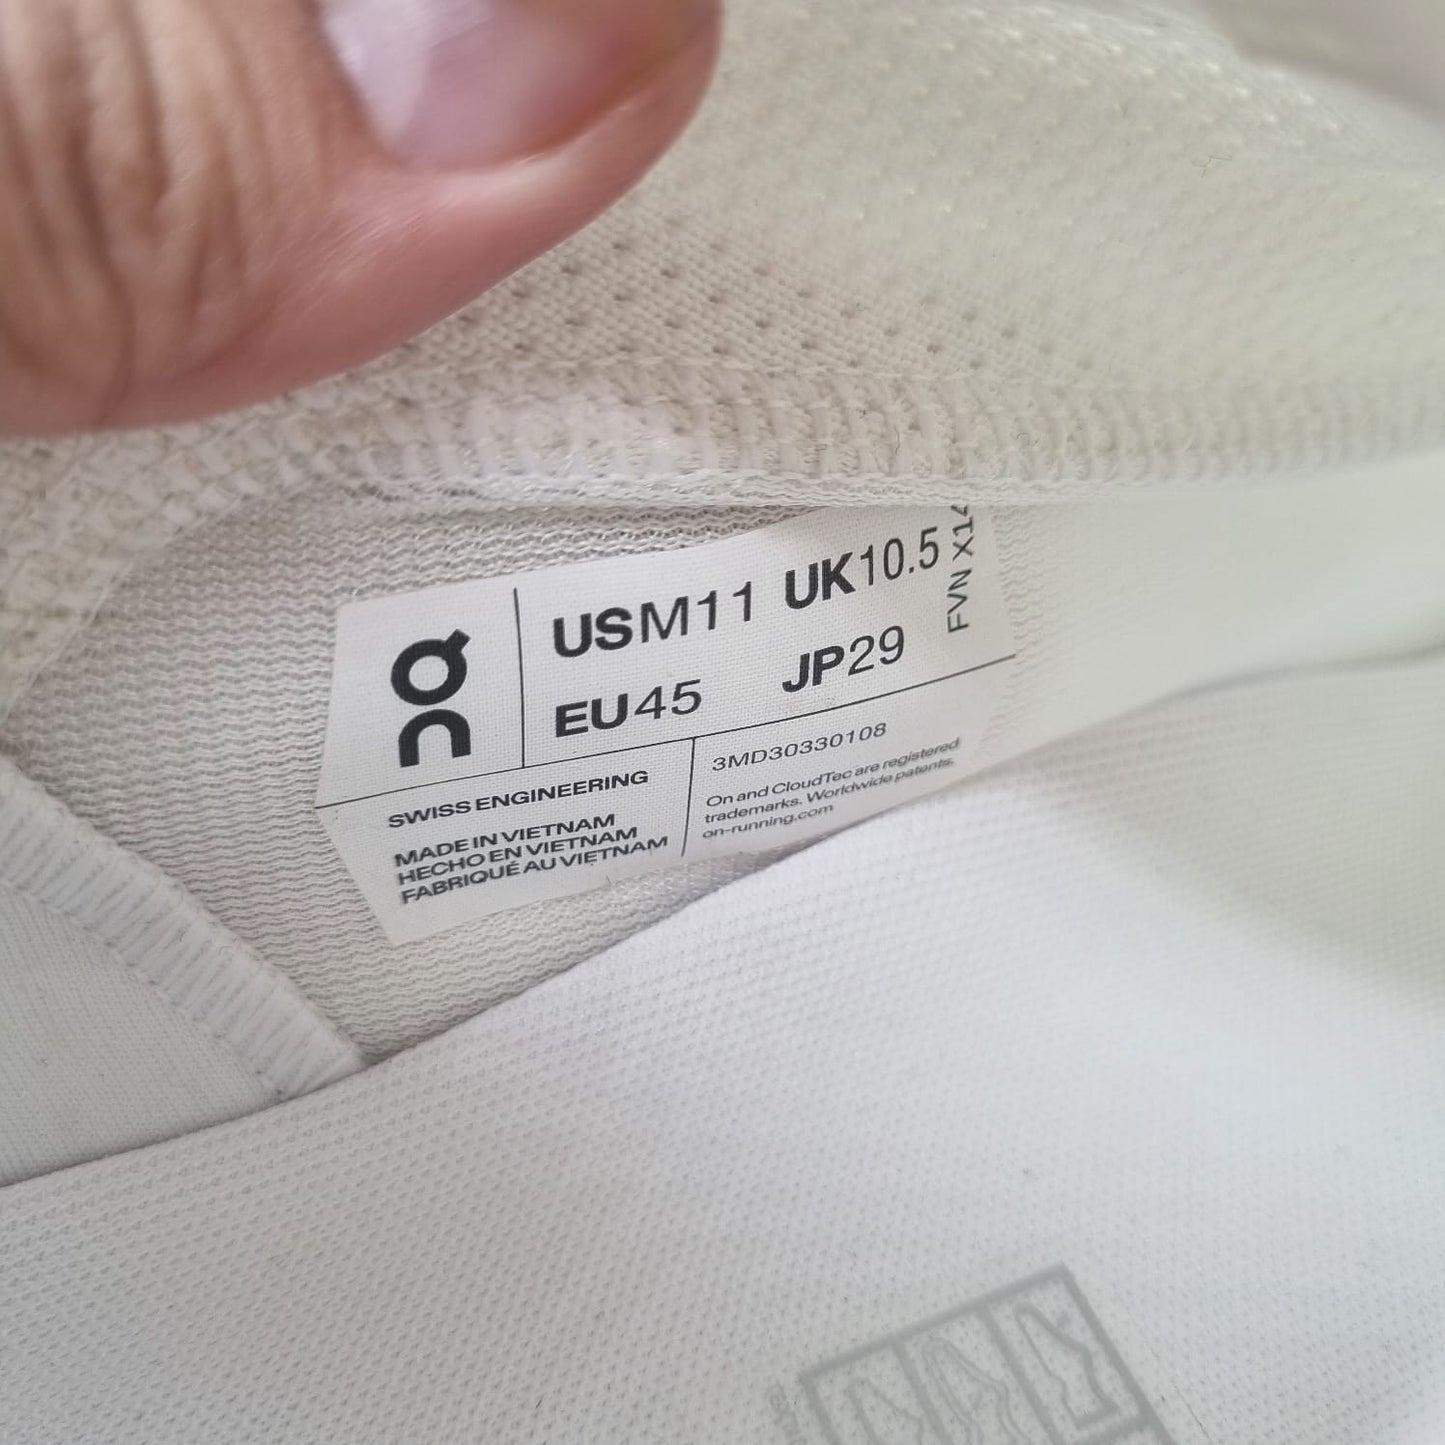 On
USM11 UK10.5
EU45 JP29
SWISS ENGINEERING
MADE IN VIETNAM
HECHO EN VIETNAM
FABRIQUÉ AU VIETNAM
3MD30330108
On and CloudTec are registered
trademarks. Worldwide patents.
on-running.com
FVN